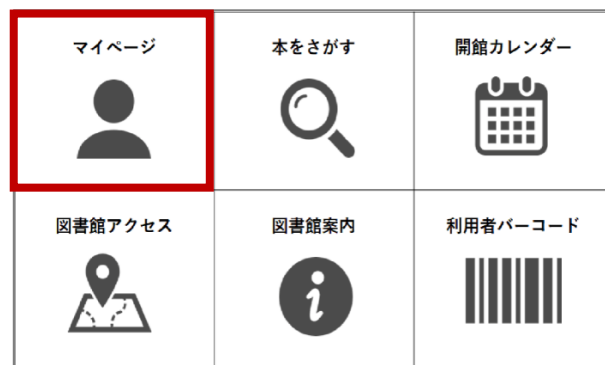 マイページ
本をさがす
開館カレンダー
図書館アクセス
図書館案内
利用者バーコード